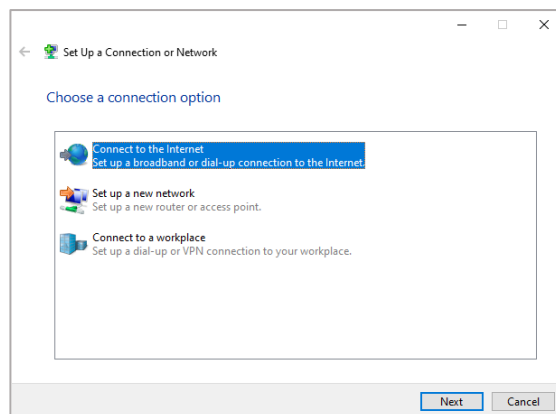 Set Up a Connection or Network
Choose a connection option
Connect to the Internet
Set up a broadband or dial-up connection to the Internet.
Set up a new network
Set up a new router or access point.
Connect to a workplace
Set up a dial-up or VPN connection to your workplace.
Next Cancel